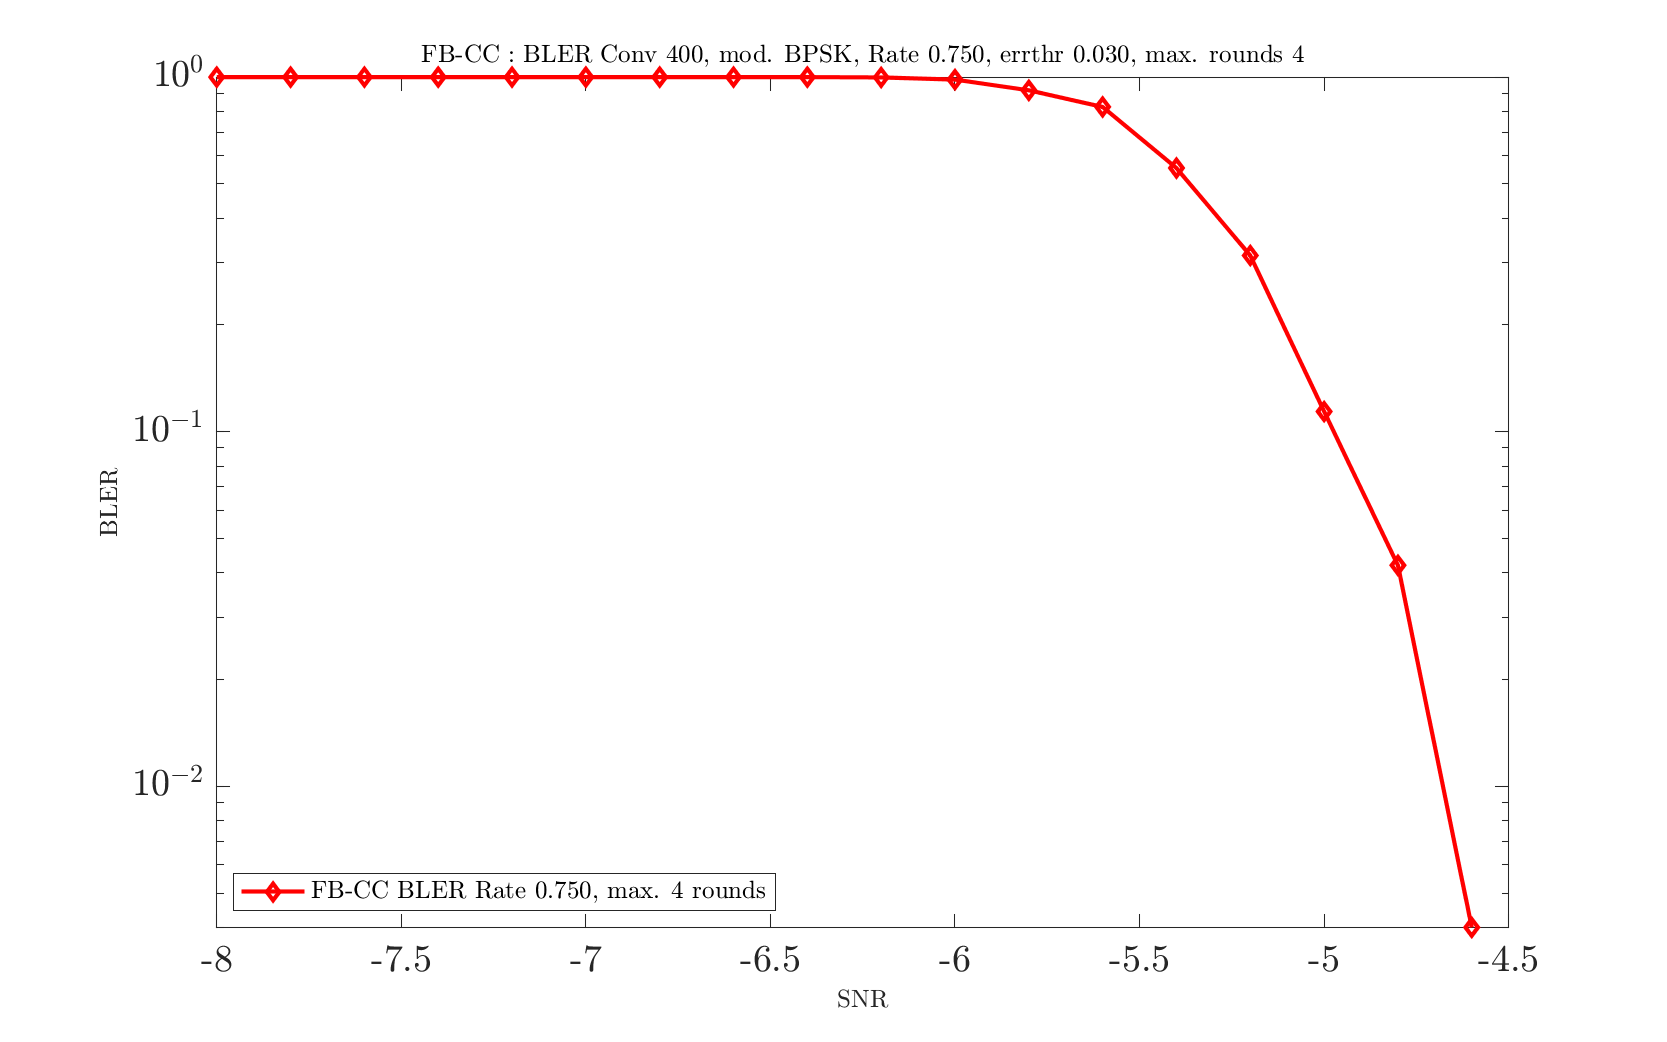 FB-CC : BLER Conv 400, mod. BPSK, Rate 0.750, errthr 0.030, max. rounds 4
10⁰
10⁻¹
10⁻²
BLER
FB-CC BLER Rate 0.750, max. 4 rounds
-8 -7.5 -7 -6.5 -6 -5.5 -5 -4.5
SNR